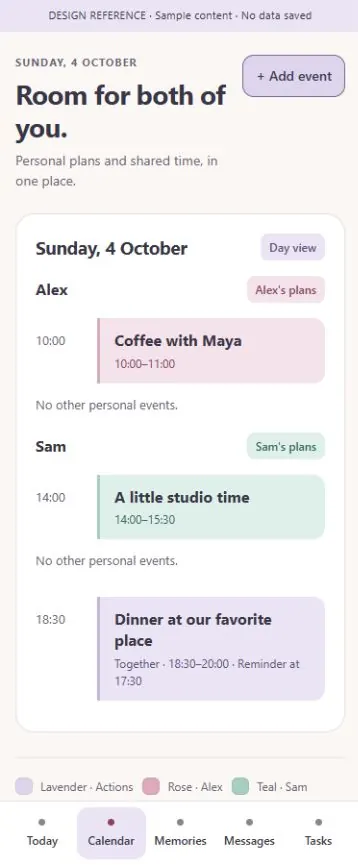 DESIGN REFERENCE · Sample content · No data saved
SUNDAY, 4 OCTOBER
+ Add event
Room for both of
you.
Personal plans and shared time, in
one place.
Sunday, 4 October
Day view
Alex
Alex's plans
10:00
Coffee with Maya
10:00–11:00
No other personal events.
Sam
Sam's plans
14:00
A little studio time
14:00–15:30
No other personal events.
18:30
Dinner at our favorite
place
Together · 18:30–20:00 · Reminder at
17:30
Lavender · Actions
Rose · Alex
Teal · Sam
Today
Calendar
Memories
Messages
Tasks